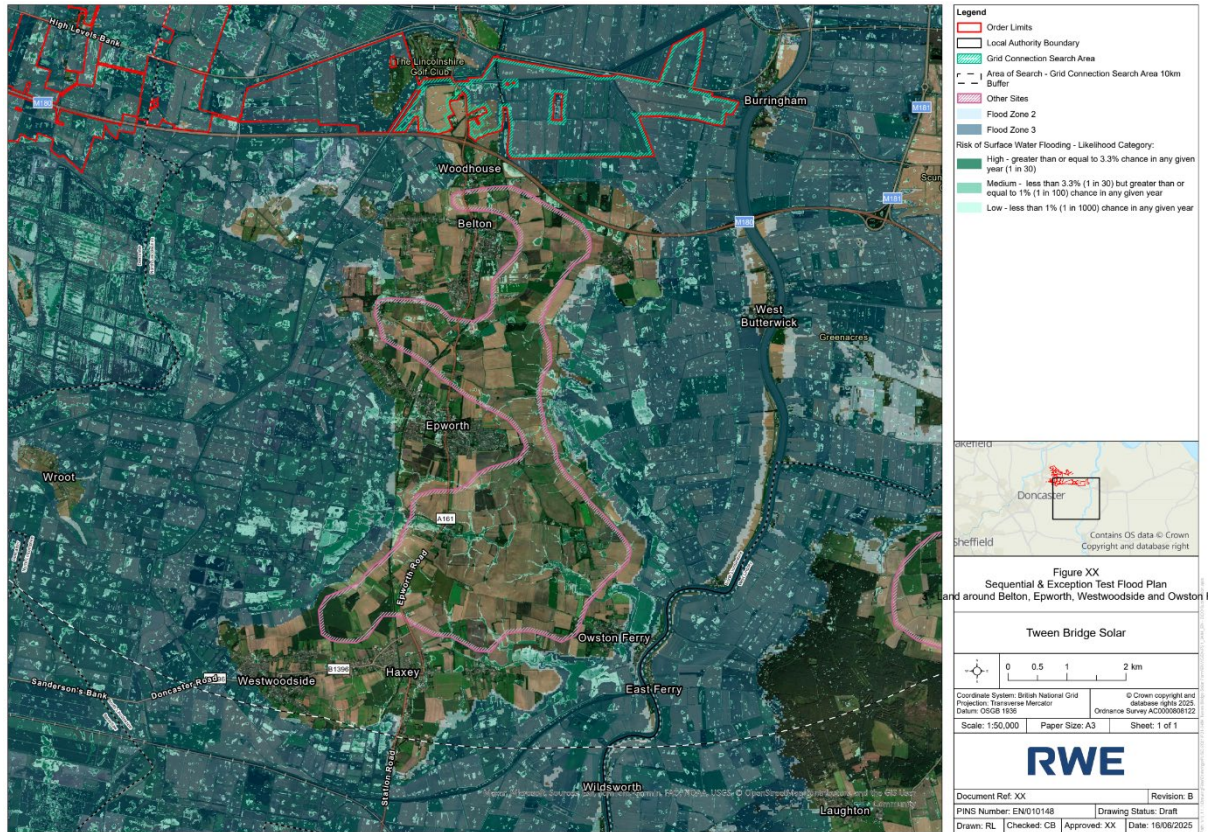 High Levels Bank
The Lincolnshire
Golf Club
M180
Burringham
M181
Woodhouse
Scun
M181
M180
Belton
West
Butterwick
Greenacres
Epworth
Wroot
A161
Epworth Road
Owston Ferry
Haxey
B1396
Westwoodside
Doncaster Road
Sanderson's Bank
East Ferry
Station Road
Wildsworth
Laughton
Legend
Order Limits
Local Authority Boundary
Grid Connection Search Area
Area of Search - Grid Connection Search Area 10km
Buffer
Other Sites
Flood Zone 2
Flood Zone 3
Risk of Surface Water Flooding - Likelihood Category:
High - greater than or equal to 3.3% chance in any given
year (1 in 30)
Medium - less than 3.3% (1 in 30) but greater than or
equal to 1% (1 in 100) chance in any given year
Low - less than 1% (1 in 1000) chance in any given year
Doncaster
Sheffield
Contains OS data © Crown
Copyright and database right
Figure XX
Sequential & Exception Test Flood Plan
Land around Belton, Epworth, Westwoodside and Owston F
Tween Bridge Solar
0 0.5 1 2 km
Coordinate System: British National Grid
Projection: Transverse Mercator
Datum: OSGB 1936
© Crown copyright and
database rights 2025.
Ordnance Survey AC0000808122
Scale: 1:50,000
Paper Size: A3
Sheet: 1 of 1
RWE
Document Ref: XX
Revision: B
PINS Number: EN/010148
Drawing Status: Draft
Drawn: RL
Checked: CB
Approved: XX
Date: 16/06/2025